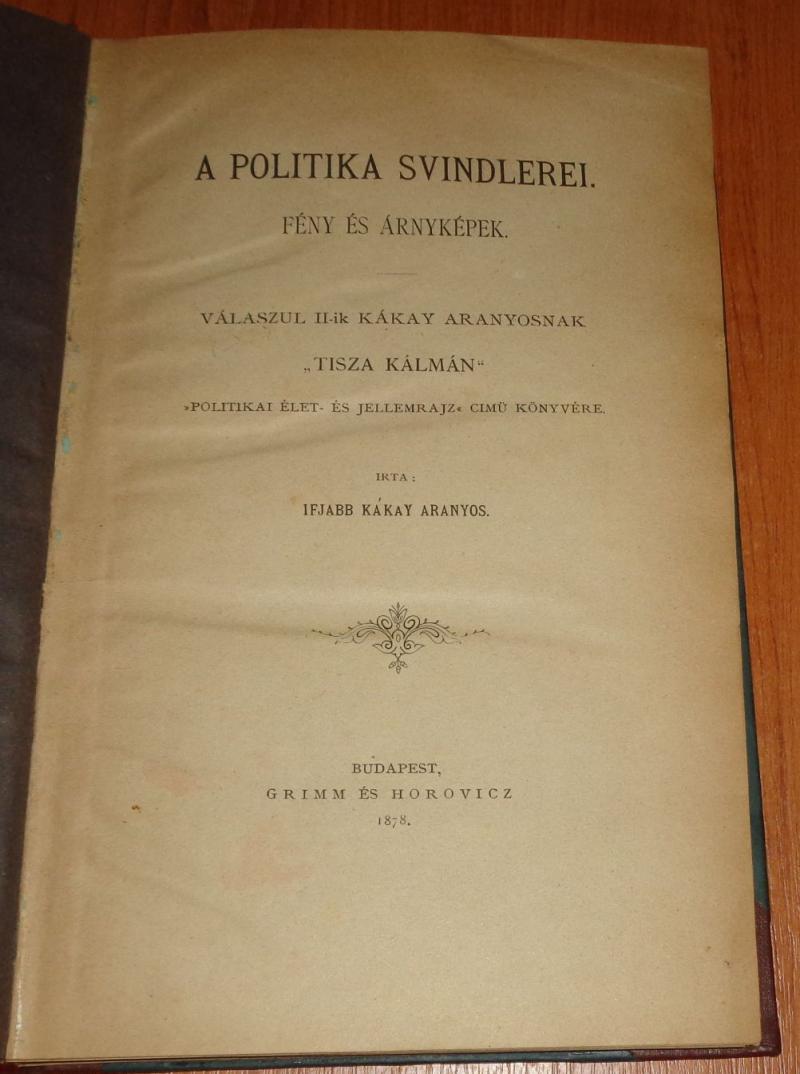 A POLITIKA SVINDLEREI.
FÉNY ÉS ÁRNYKÉPEK.
VÁLASZUL II-ik KÁKAY ARANYOSNAK
„TISZA KÁLMÁN“
»POLITIKAI ÉLET- ÉS JELLEMRAJZ« CIMÜ KÖNYVÉRE.
IRTA :
IFJABB KÁKAY ARANYOS.
BUDAPEST,
GRIMM ÉS HOROVICZ
1878.